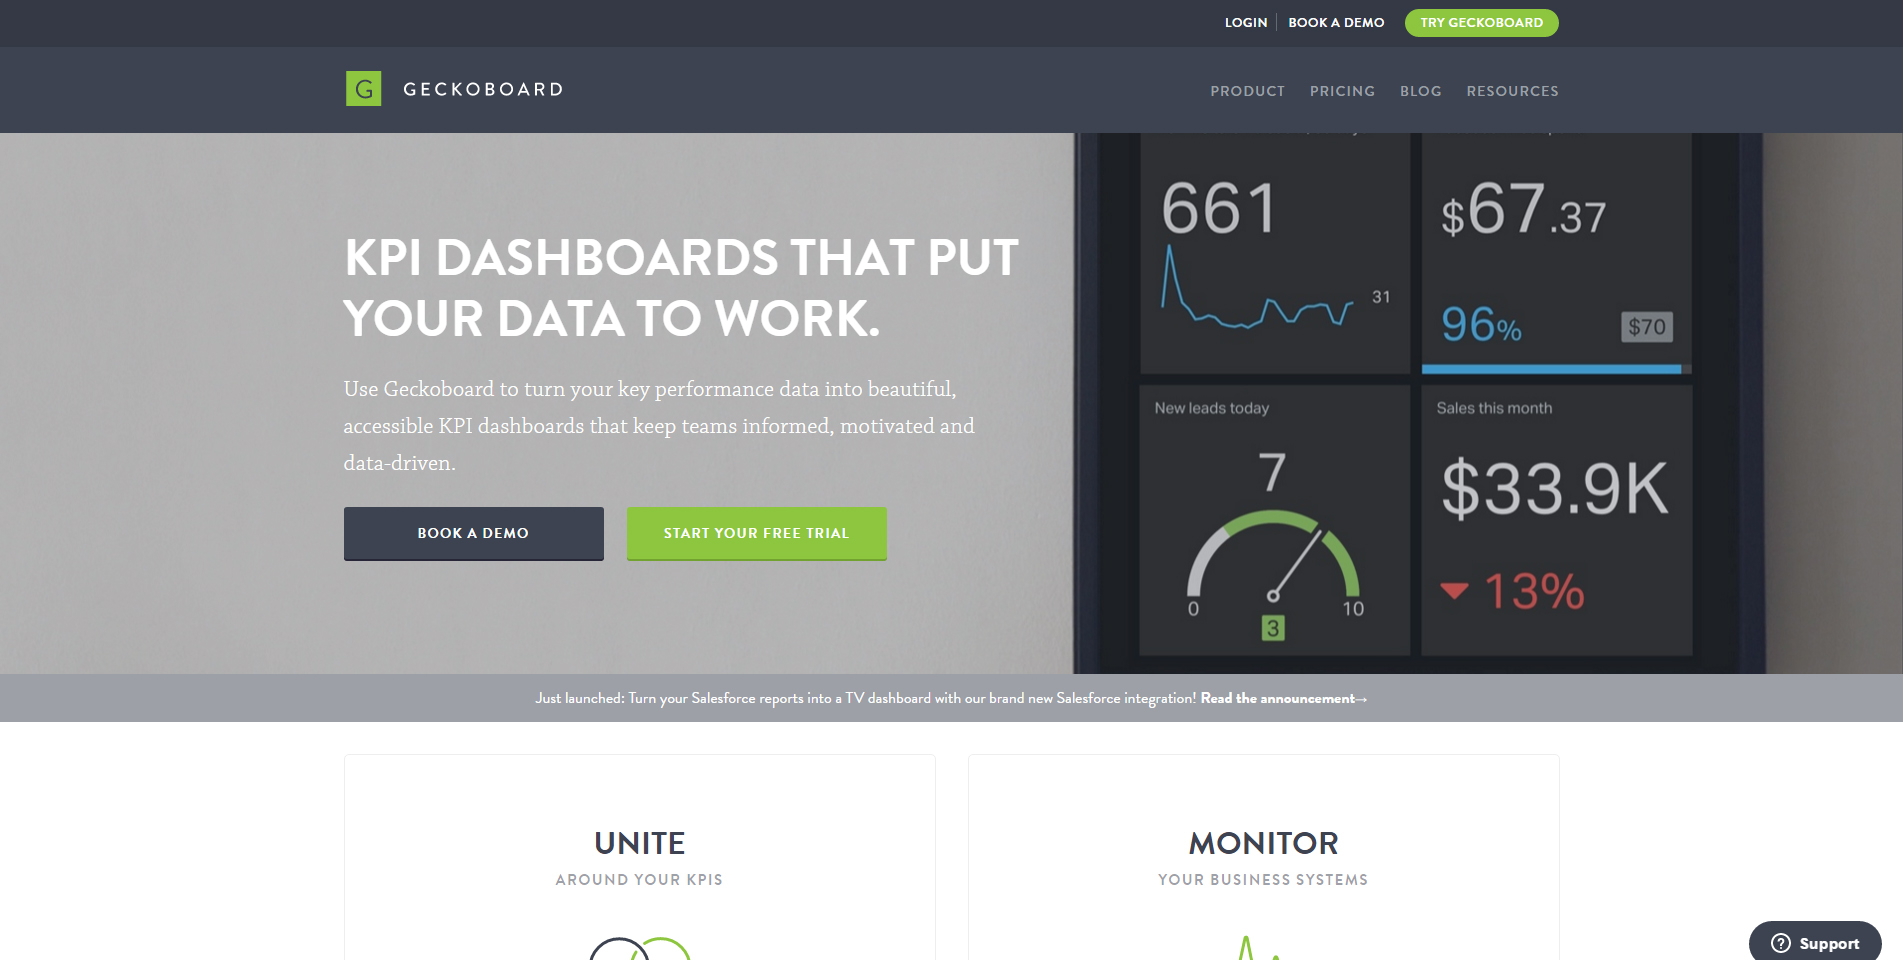 LOGIN
BOOK A DEMO
TRY GECKOBOARD
G GECKOBOARD
PRODUCT
PRICING
BLOG
RESOURCES
KPI DASHBOARDS THAT PUT
YOUR DATA TO WORK.
Use Geckoboard to turn your key performance data into beautiful,
accessible KPI dashboards that keep teams informed, motivated and
data-driven.
BOOK A DEMO
START YOUR FREE TRIAL
661
31
$67.37
96%
$70
New leads today
7
0
10
3
Sales this month
$33.9K
13%
Just launched: Turn your Salesforce reports into a TV dashboard with our brand new Salesforce integration! Read the announcement→
UNITE
AROUND YOUR KPIS
MONITOR
YOUR BUSINESS SYSTEMS
? Support